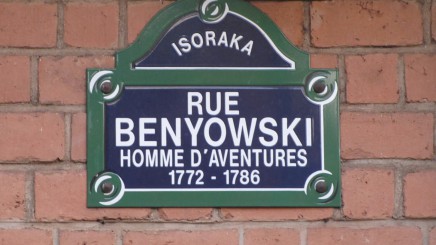 ISORAKA
RUE
BENYOWSKI
HOMME D'AVENTURES
1772 - 1786